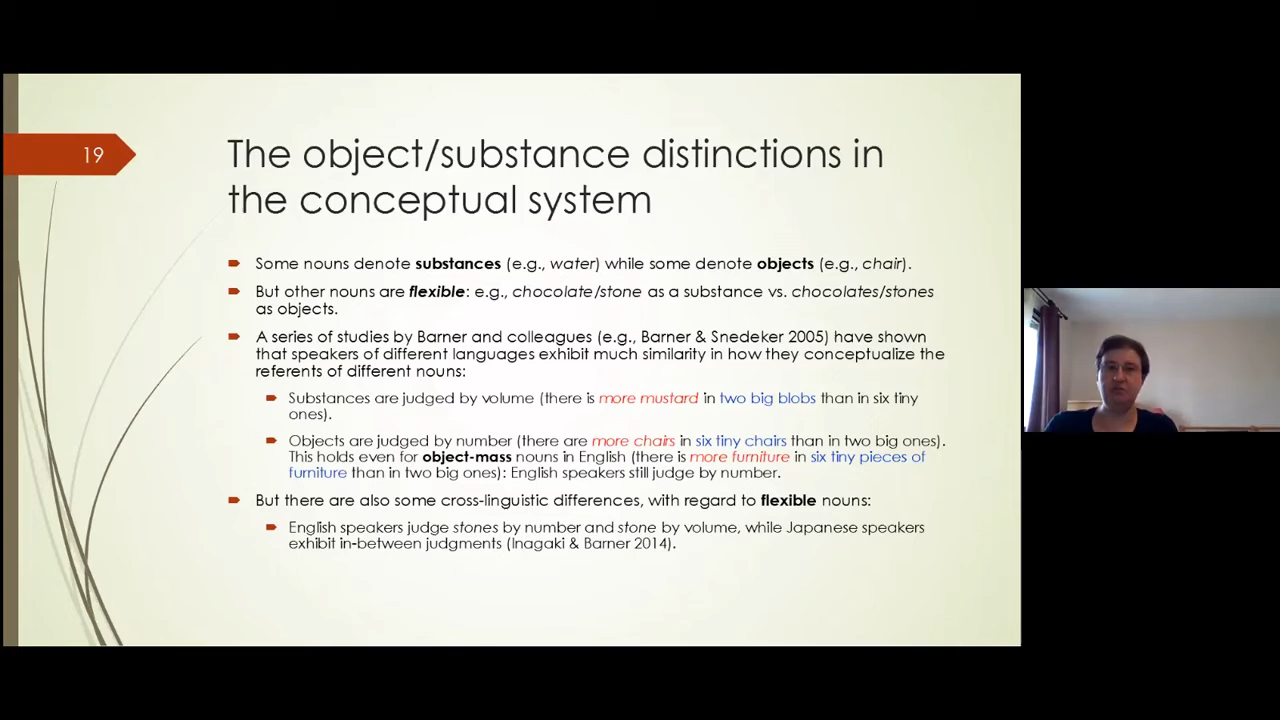 19
The object/substance distinctions in
the conceptual system
Some nouns denote substances (e.g., water) while some denote objects (e.g., chair).
But other nouns are flexible: e.g., chocolate/stone as a substance vs. chocolates/stones
as objects.
A series of studies by Barner and colleagues (e.g., Barner & Snedeker 2005) have shown
that speakers of different languages exhibit much similarity in how they conceptualize the
referents of different nouns:
Substances are judged by volume (there is more mustard in two big blobs than in six tiny
ones).
Objects are judged by number (there are more chairs in six tiny chairs than in two big ones).
This holds even for object-mass nouns in English (there is more furniture in six tiny pieces of
furniture than in two big ones): English speakers still judge by number.
But there are also some cross-linguistic differences, with regard to flexible nouns:
English speakers judge stones by number and stone by volume, while Japanese speakers
exhibit in-between judgments (Inagaki & Barner 2014).